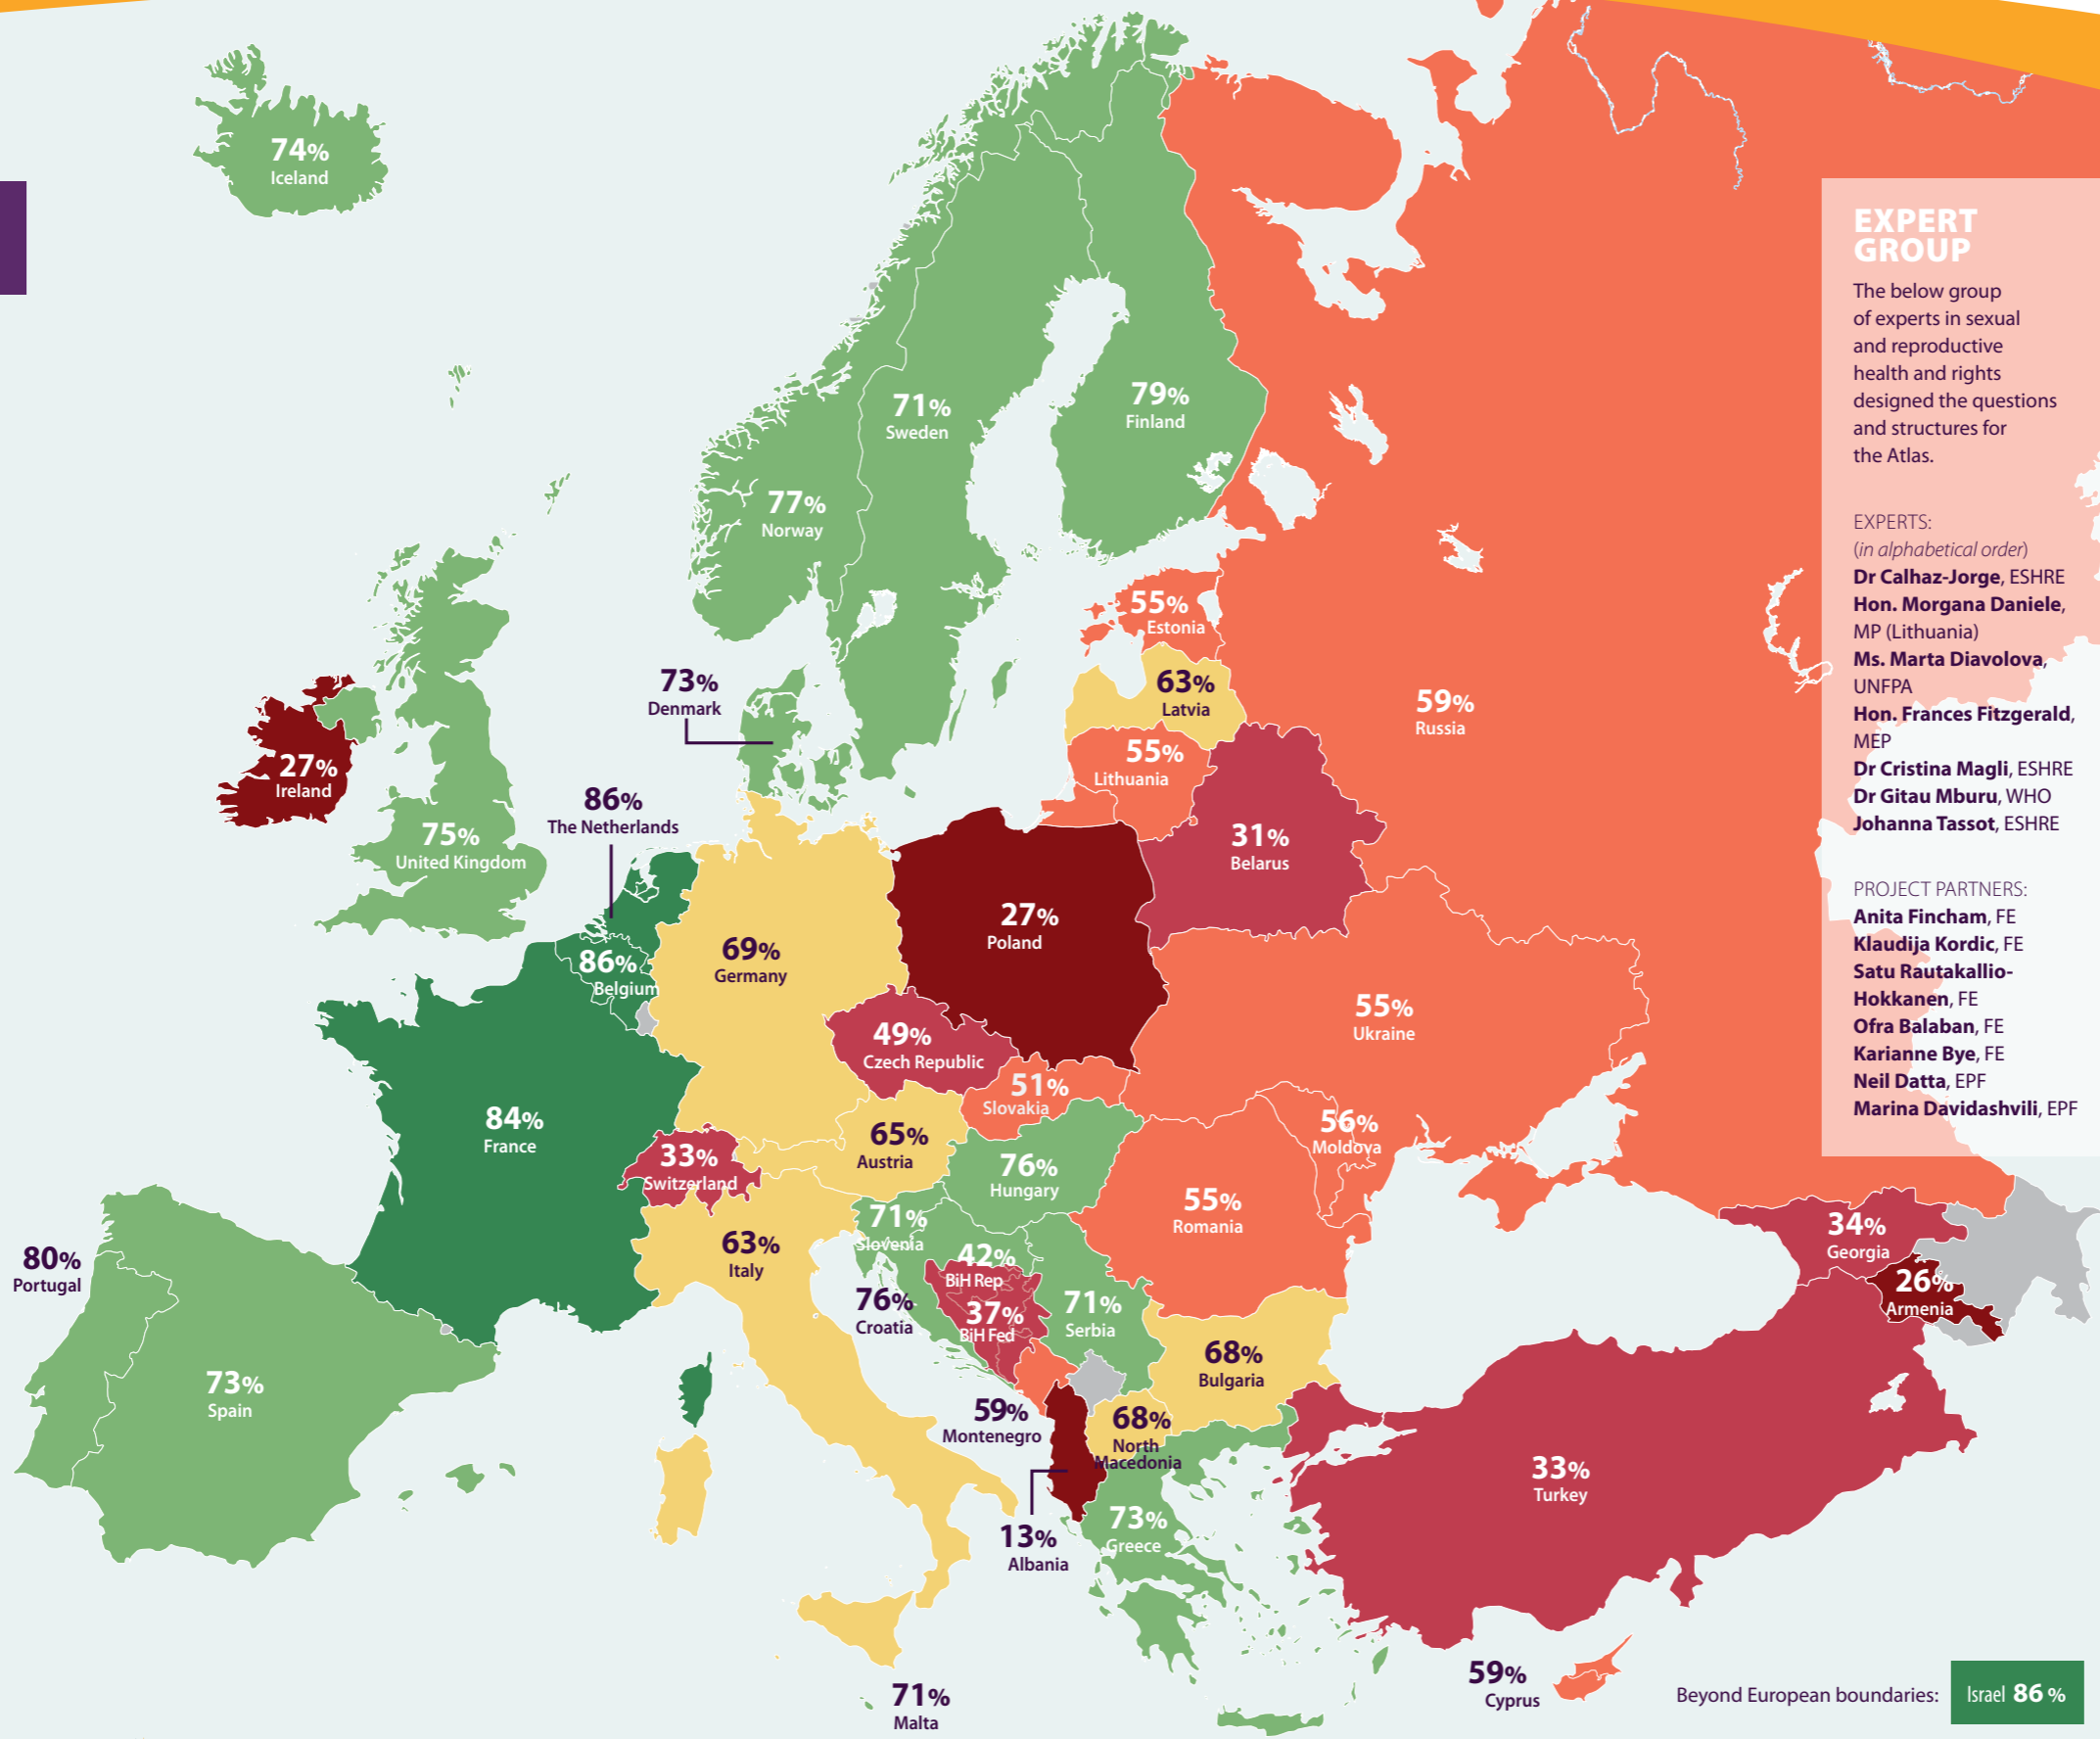 74%
Iceland
71%
Sweden
79%
Finland
77%
Norway
55%
Estonia
73%
Denmark
63%
Latvia
59%
Russia
55%
Lithuania
27%
Ireland
86%
The Netherlands
75%
United Kingdom
31%
Belarus
27%
Poland
69%
Germany
86%
Belgium
55%
Ukraine
49%
Czech Republic
51%
Slovakia
84%
France
65%
Austria
56%
Moldova
33%
Switzerland
76%
Hungary
55%
Romania
71%
Slovenia
63%
Italy
42%
BiH Rep
37%
BiH Fed
34%
Georgia
26%
Armenia
80%
Portugal
76%
Croatia
71%
Serbia
68%
Bulgaria
73%
Spain
59%
Montenegro
68%
North
Macedonia
33%
Turkey
73%
Greece
13%
Albania
71%
Malta
59%
Cyprus
EXPERT
GROUP
The below group
of experts in sexual
and reproductive
health and rights
designed the questions
and structures for
the Atlas.
EXPERTS:
(in alphabetical order)
Dr Calhaz-Jorge, ESHRE
Hon. Morgana Daniele,
MP (Lithuania)
Ms. Marta Diavolova,
UNFPA
Hon. Frances Fitzgerald,
MEP
Dr Cristina Magli, ESHRE
Dr Gitau Mburu, WHO
Johanna Tassot, ESHRE
PROJECT PARTNERS:
Anita Fincham, FE
Klaudija Kordic, FE
Satu Rautakallio-
Hokkanen, FE
Ofra Balaban, FE
Karianne Bye, FE
Neil Datta, EPF
Marina Davidashvili, EPF
Beyond European boundaries: Israel 86 %